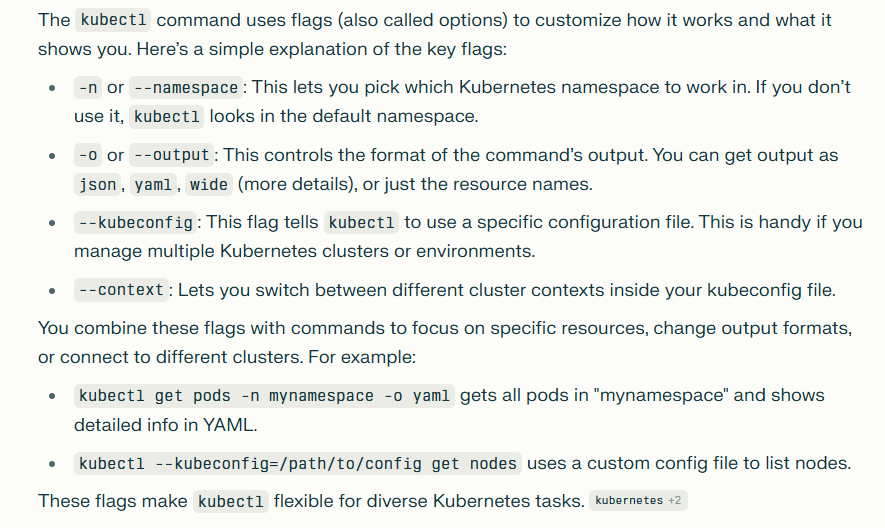 The kubectl command uses flags (also called options) to customize how it works and what it
shows you. Here’s a simple explanation of the key flags:
-n or --namespace: This lets you pick which Kubernetes namespace to work in. If you don’t
use it, kubectl looks in the default namespace.
-o or --output: This controls the format of the command’s output. You can get output as
json, yaml, wide (more details), or just the resource names.
--kubeconfig: This flag tells kubectl to use a specific configuration file. This is handy if you
manage multiple Kubernetes clusters or environments.
--context: Lets you switch between different cluster contexts inside your kubeconfig file.
You combine these flags with commands to focus on specific resources, change output formats,
or connect to different clusters. For example:
kubectl get pods -n mynamespace -o yaml gets all pods in "mynamespace" and shows
detailed info in YAML.
kubectl --kubeconfig=/path/to/config get nodes uses a custom config file to list nodes.
These flags make kubectl flexible for diverse Kubernetes tasks. kubernetes +2